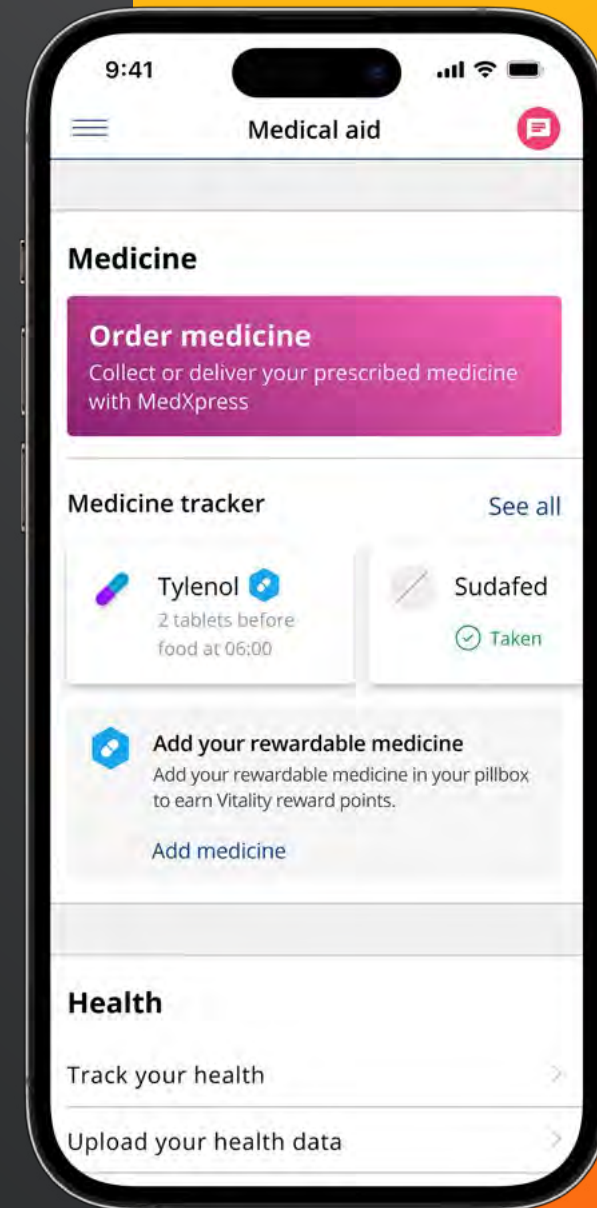 9:41
Medical aid
Medicine
Order medicine
Collect or deliver your prescribed medicine
with MedXpress
Medicine tracker
See all
Tylenol
2 tablets before
food at 06:00
Sudafed
Taken
Add your rewardable medicine
Add your rewardable medicine in your pillbox
to earn Vitality reward points.
Add medicine
Health
Track your health
Upload your health data